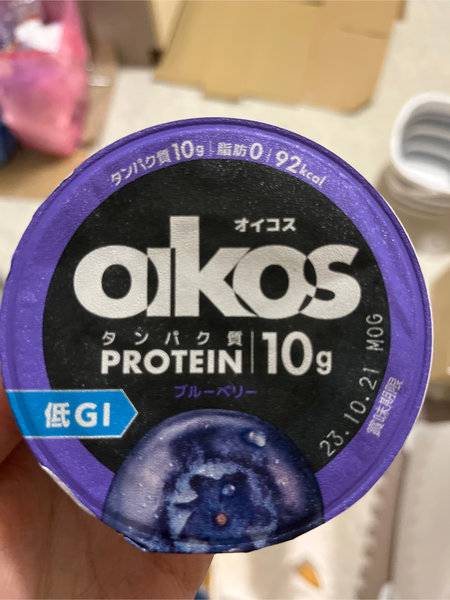 タンパク質10g | 脂肪0 | 92kcal
オイコス
oikos
タンパク質
PROTEIN | 10g
ブルーベリー
低GI
23.10.21 MOG
賞味期限